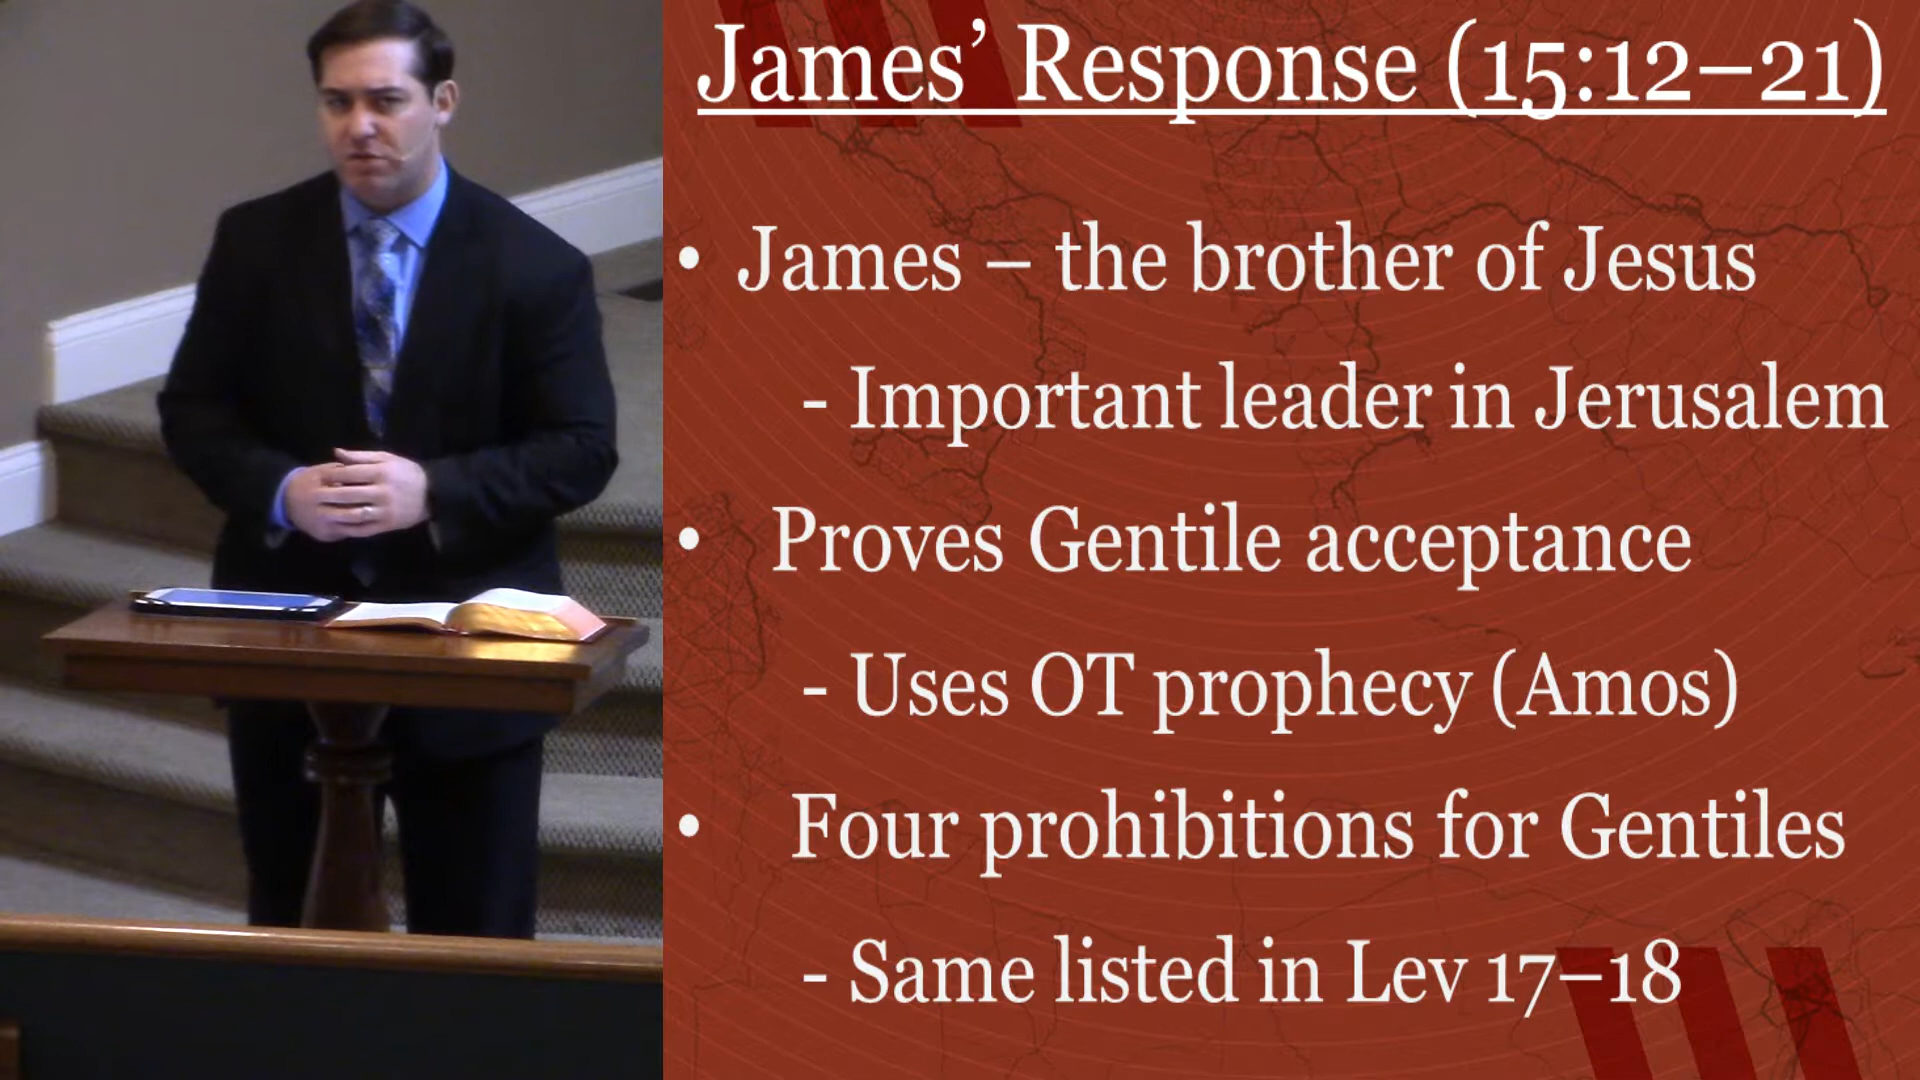 James’ Response (15:12–21)
• James – the brother of Jesus
- Important leader in Jerusalem
• Proves Gentile acceptance
- Uses OT prophecy (Amos)
• Four prohibitions for Gentiles
- Same listed in Lev 17–18